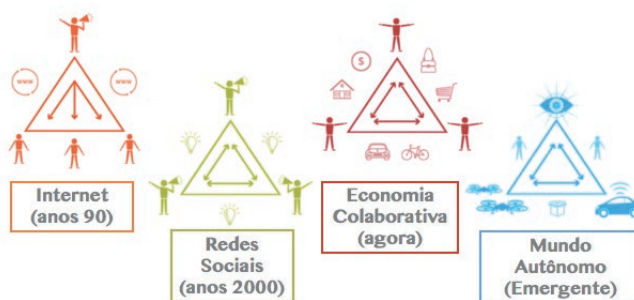 WWW
WWW
$
Internet
(anos 90)
Redes
Sociais
(anos 2000)
Economia
Colaborativa
(agora)
Mundo
Autônomo
(Emergente)